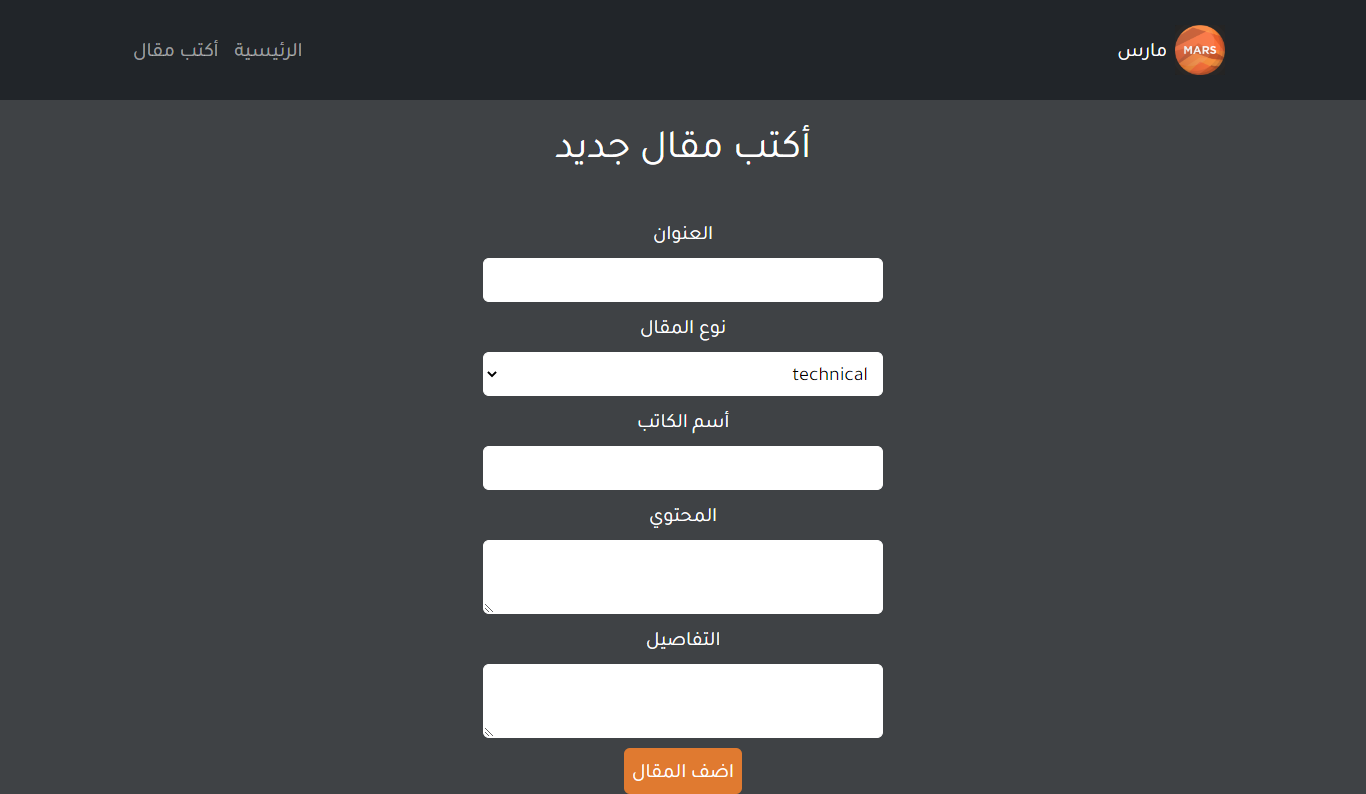 MARS مارس
الرئيسية أكتب مقال
أكتب مقال جديد
العنوان
نوع المقال
technical
أسم الكاتب
المحتوي
التفاصيل
اضف المقال